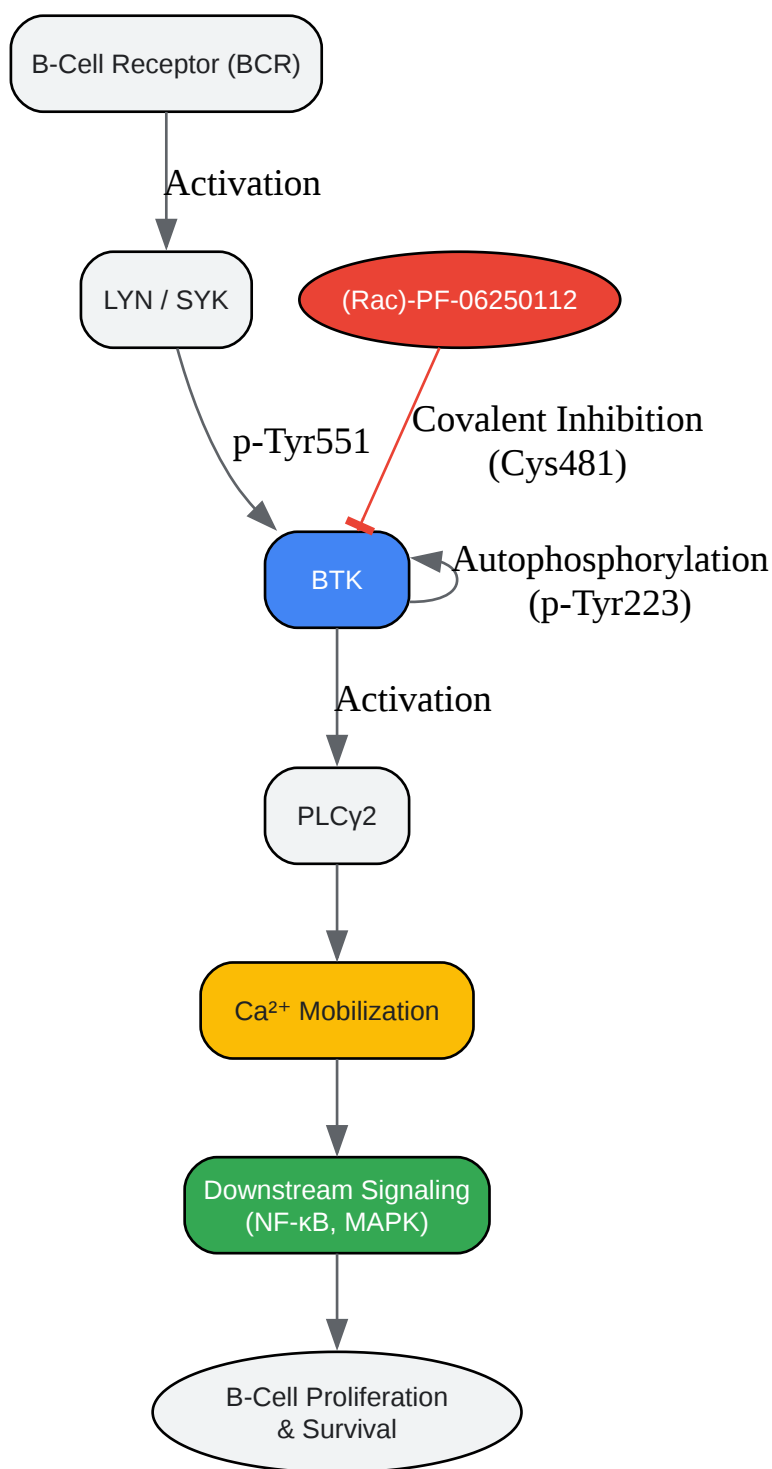 B-Cell Receptor (BCR)
Activation
LYN / SYK
(Rac)-PF-06250112
p-Tyr551
Covalent Inhibition
(Cys481)
BTK
Autophosphorylation
(p-Tyr223)
Activation
PLCγ2
Ca²⁺ Mobilization
Downstream Signaling
(NF-κB, MAPK)
B-Cell Proliferation
& Survival